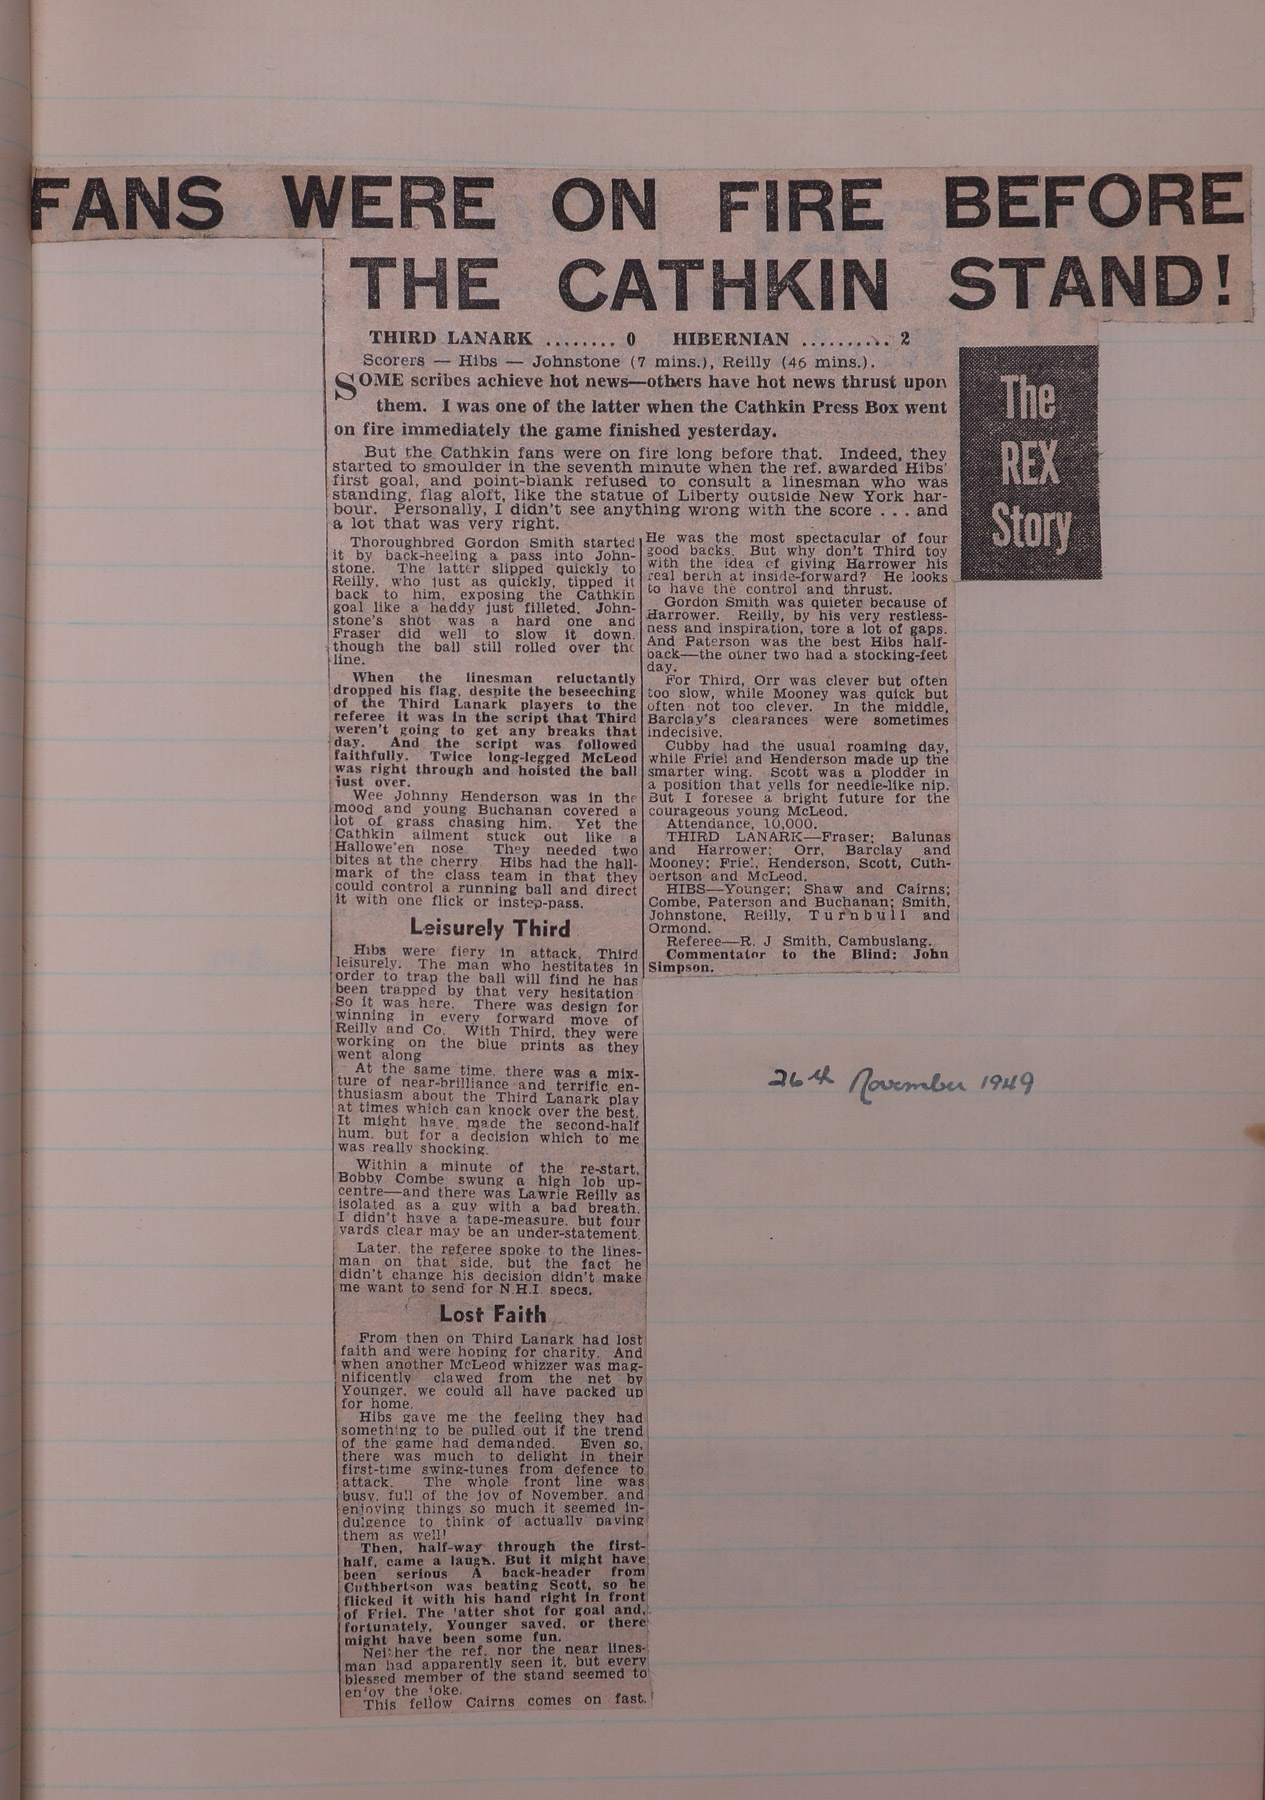 FANS WERE ON FIRE BEFORE
THE CATHKIN STAND!
THIRD LANARK ........ 0 HIBERNIAN .......... 2
Scorers — Hibs — Johnstone (7 mins.), Reilly (46 mins.).
SOME scribes achieve hot news—others have hot news thrust upon
them. I was one of the latter when the Cathkin Press Box went
on fire immediately the game finished yesterday.
But the Cathkin fans were on fire long before that. Indeed, they
started to smoulder in the seventh minute when the ref. awarded Hibs'
first goal, and point-blank refused to consult a linesman who was
standing, flag aloft, like the statue of Liberty outside New York har-
bour. Personally, I didn't see anything wrong with the score . . . and
a lot that was very right.
Thoroughbred Gordon Smith started
it by back-heeling a pass into John-
stone. The latter slipped quickly to
Reilly, who just as quickly, tipped it
back to him, exposing the Cathkin
goal like a haddy just filleted. John-
stone's shot was a hard one and
Fraser did well to slow it down.
though the ball still rolled over the
line.
When the linesman reluctantly
dropped his flag, despite the beseeching
of the Third Lanark players to the
referee it was in the script that Third
weren't going to get any breaks that
day. And the script was followed
faithfully. Twice long-legged McLeod
was right through and hoisted the ball
just over.
Wee Johnny Henderson was in the
mood and young Buchanan covered a
lot of grass chasing him. Yet the
Cathkin ailment stuck out like a
Hallowe'en nose. They needed two
bites at the cherry. Hibs had the hall-
mark of the class team in that they
could control a running ball and direct
it with one flick or instep-pass.
Leisurely Third
Hibs were fiery in attack, Third
leisurely. The man who hestitates in
order to trap the ball will find he has
been trapped by that very hesitation
So it was here. There was design for
winning in every forward move of
Reilly and Co. With Third, they were
working on the blue prints as they
went along
At the same time, there was a mix-
ture of near-brilliance and terrific en-
thusiasm about the Third Lanark play
at times which can knock over the best.
It might have made the second-half
hum, but for a decision which to me
was really shocking.
Within a minute of the re-start,
Bobby Combe swung a high lob up-
centre—and there was Lawrie Reilly as
isolated as a guy with a bad breath.
I didn't have a tape-measure, but four
yards clear may be an under-statement.
Later, the referee spoke to the lines-
man on that side, but the fact he
didn't change his decision didn't make
me want to send for N.H.I. specs.
Lost Faith
From then on Third Lanark had lost
faith and were hoping for charity. And
when another McLeod whizzer was mag-
nificently clawed from the net by
Younger, we could all have packed up
for home.
Hibs gave me the feeling they had
something to be pulled out if the trend
of the game had demanded. Even so,
there was much to delight in their
first-time swing-tunes from defence to
attack. The whole front line was
busy, full of the joy of November, and
enjoying things so much it seemed in-
dulgence to think of actually paying
them as well!
Then, half-way through the first-
half, came a laugh. But it might have
been serious A back-header from
Cuthbertson was beating Scott, so he
flicked it with his hand right in front
of Friel. The latter shot for goal and,
fortunately, Younger saved, or there
might have been some fun.
Neither the ref. nor the near lines-
man had apparently seen it, but every
blessed member of the stand seemed to
enjoy the joke.
This fellow Cairns comes on fast.
He was the most spectacular of four
good backs. But why don't Third toy
with the idea of giving Harrower his
real berth at inside-forward? He looks
to have the control and thrust.
Gordon Smith was quieter because of
Harrower. Reilly, by his very restless-
ness and inspiration, tore a lot of gaps.
And Paterson was the best Hibs half-
back—the other two had a stocking-feet
day.
For Third, Orr was clever but often
too slow, while Mooney was quick but
often not too clever. In the middle,
Barclay's clearances were sometimes
indecisive.
Cubby had the usual roaming day,
while Friel and Henderson made up the
smarter wing. Scott was a plodder in
a position that yells for needle-like nip.
But I foresee a bright future for the
courageous young McLeod.
Attendance, 10,000.
THIRD LANARK—Fraser; Balunas
and Harrower; Orr, Barclay and
Mooney; Friel, Henderson, Scott, Cuth-
bertson and McLeod.
HIBS—Younger; Shaw and Cairns;
Combe, Paterson and Buchanan; Smith,
Johnstone, Reilly, Turnbull and
Ormond.
Referee—R. J Smith, Cambuslang.
Commentator to the Blind: John
Simpson.
The
REX
Story
26th November 1949